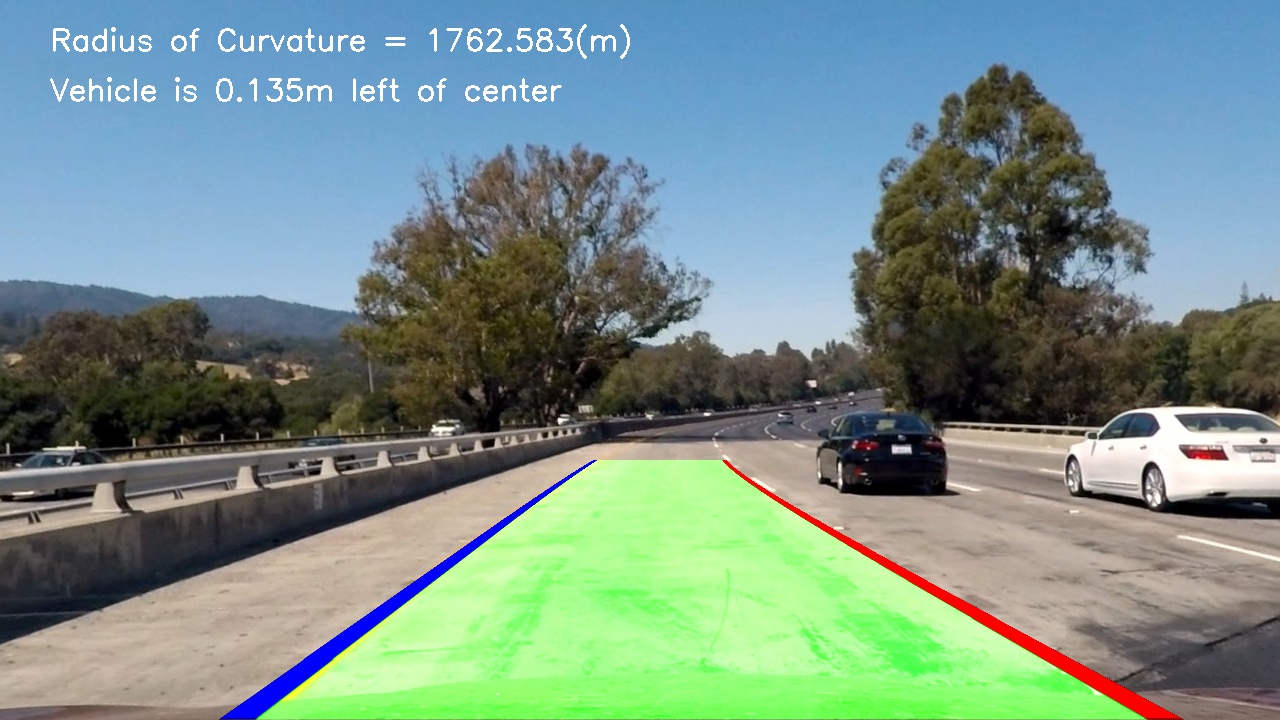 Radius of Curvature = 1762.583(m)
Vehicle is 0.135m left of center